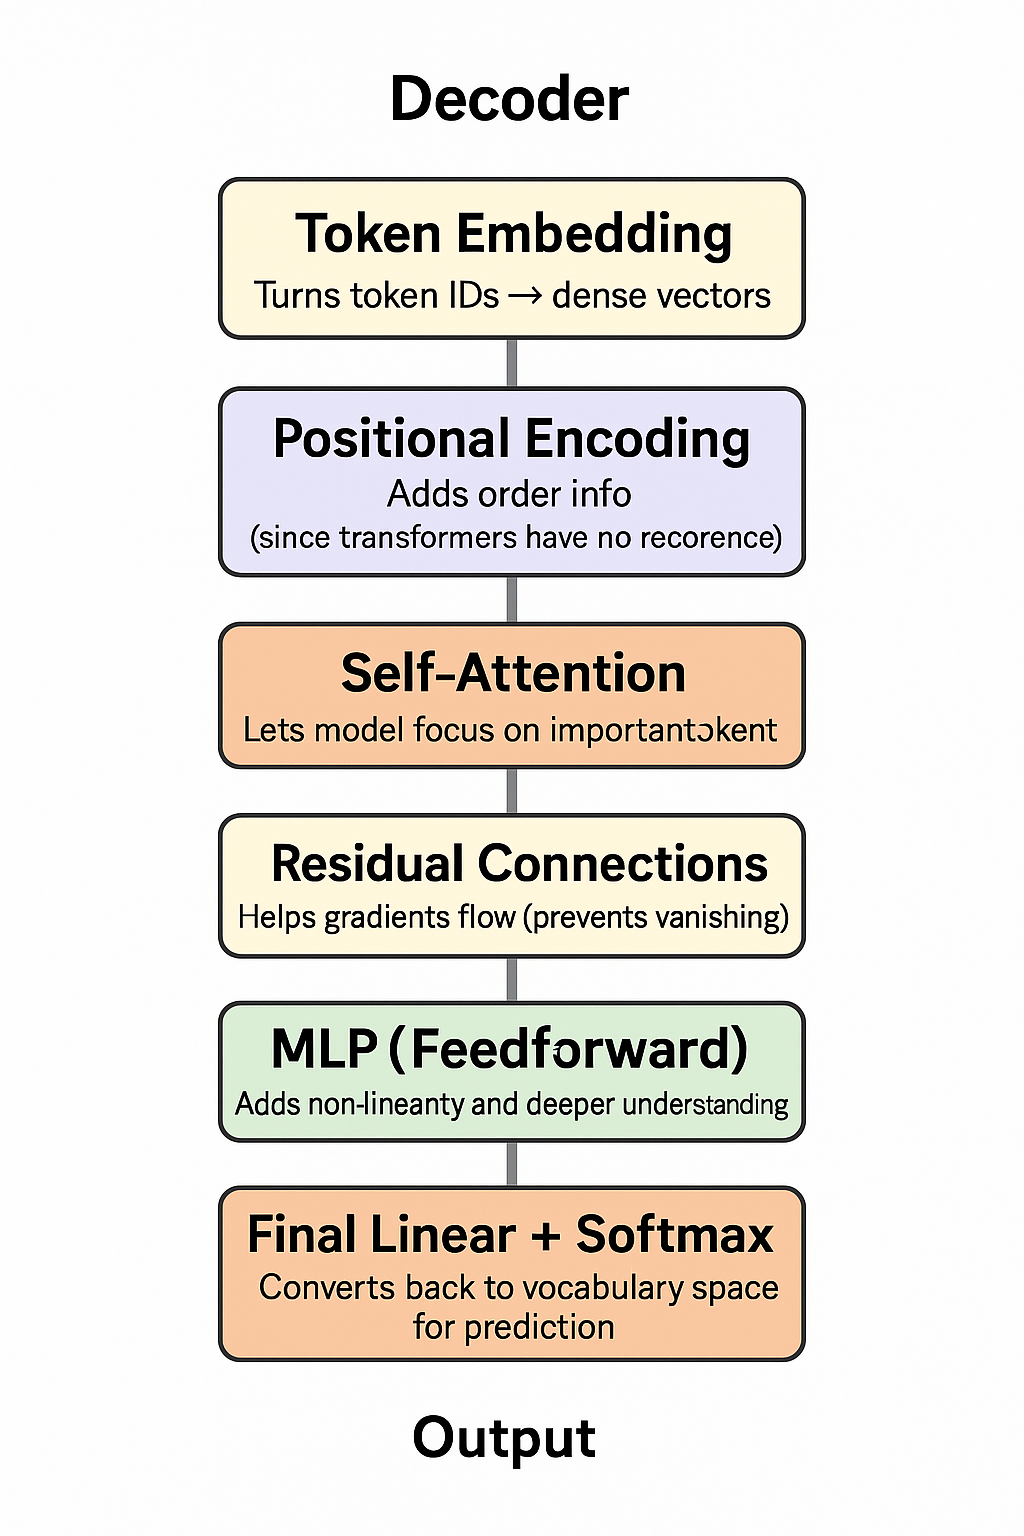 Decoder
Token Embedding
Turns token IDs → dense vectors
Positional Encoding
Adds order info
(since transformers have no recorence)
Self-Attention
Lets model focus on importantɔkent
Residual Connections
Helps gradients flow (prevents vanishing)
MLP (Feedforward)
Adds non-lineanty and deeper understanding
Final Linear + Softmax
Converts back to vocabulary space
for prediction
Output